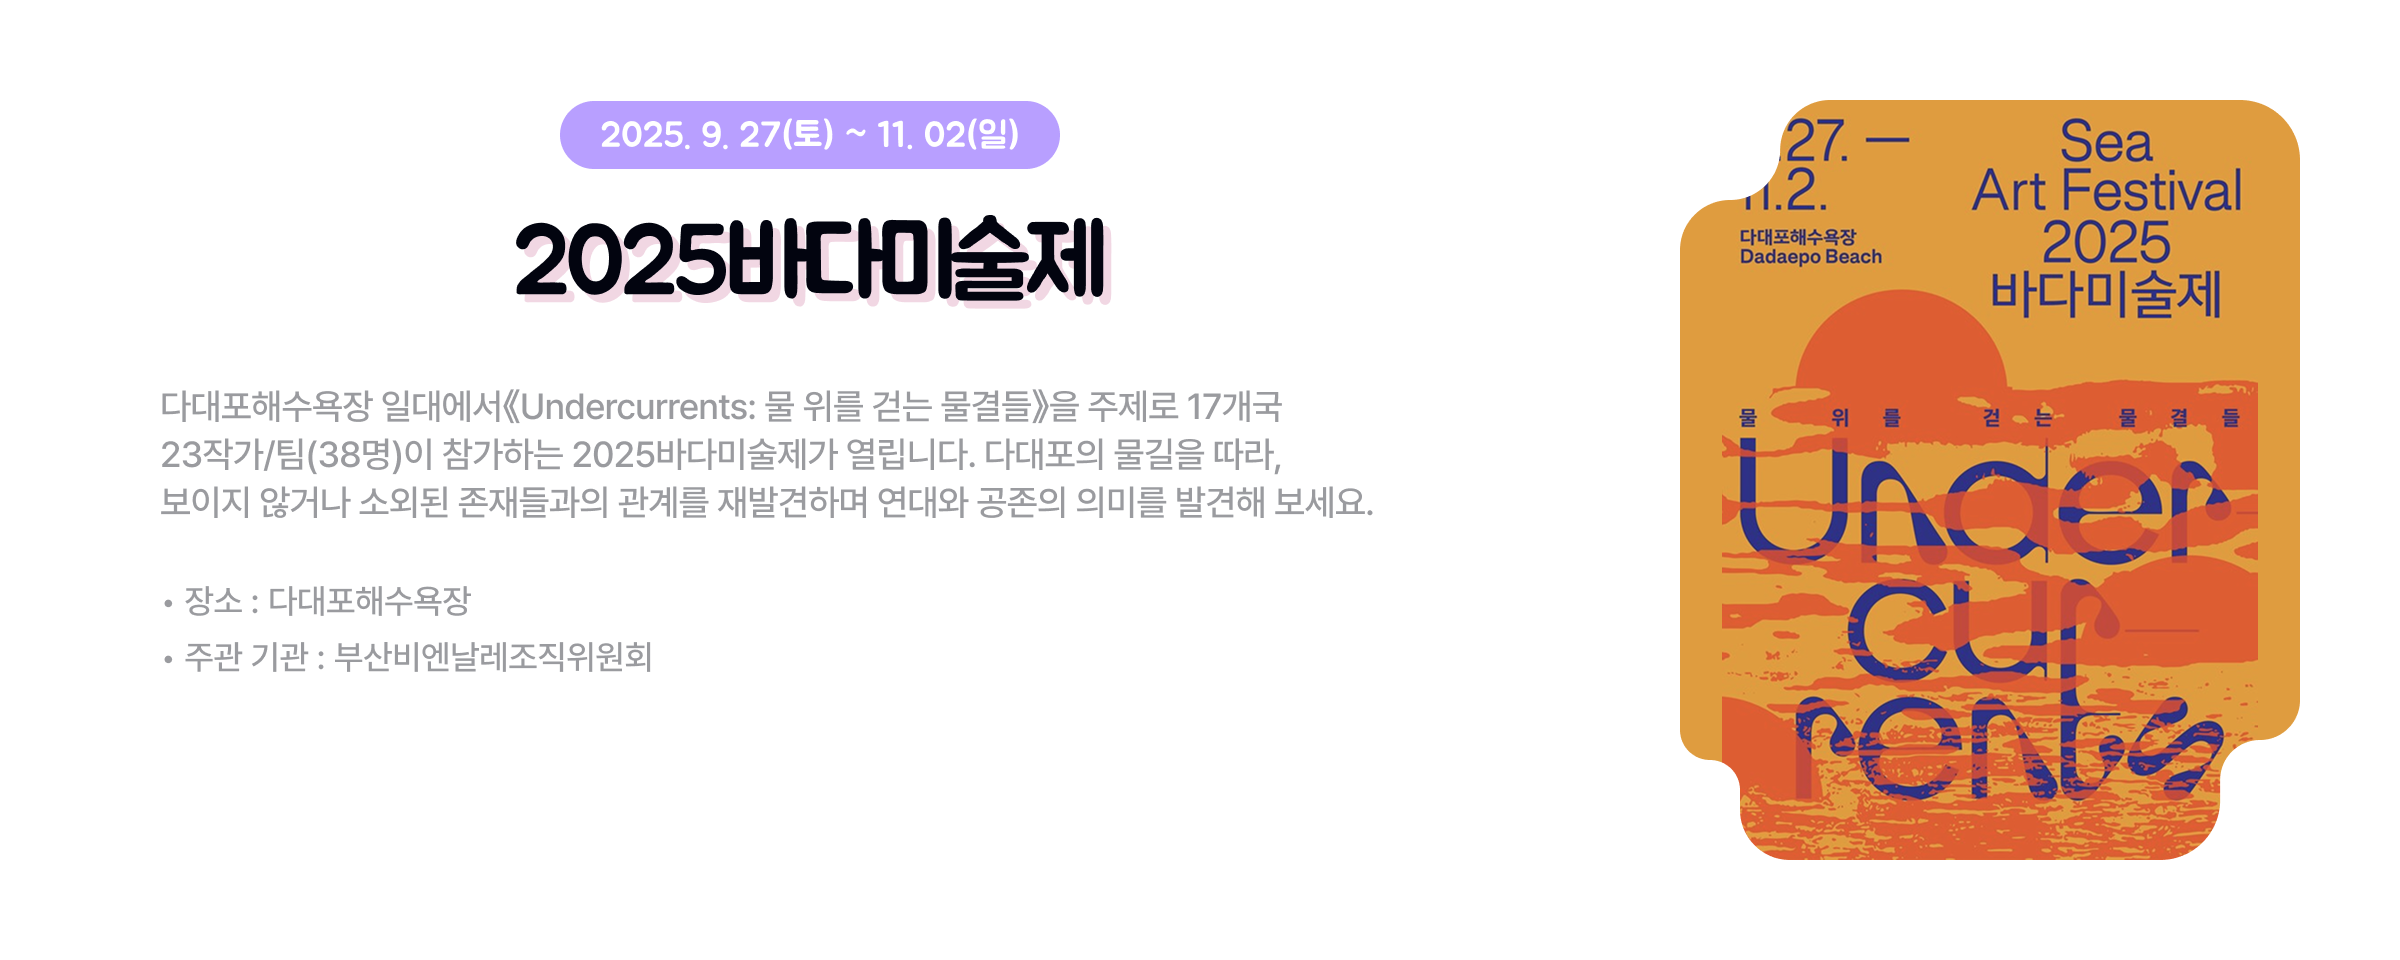 2025. 9. 27(토) ~ 11. 02(일)
2025바다미술제
다대포해수욕장 일대에서《Undercurrents: 물 위를 걷는 물결들》을 주제로 17개국
23작가/팀(38명)이 참가하는 2025바다미술제가 열립니다. 다대포의 물길을 따라,
보이지 않거나 소외된 존재들과의 관계를 재발견하며 연대와 공존의 의미를 발견해 보세요.
• 장소 : 다대포해수욕장
• 주관 기관 : 부산비엔날레조직위원회
.27. —
11.2.
다대포해수욕장
Dadaepo Beach
Sea
Art Festival
2025
바다미술제
물 위를 걷는 물결들
Under
cur
rents